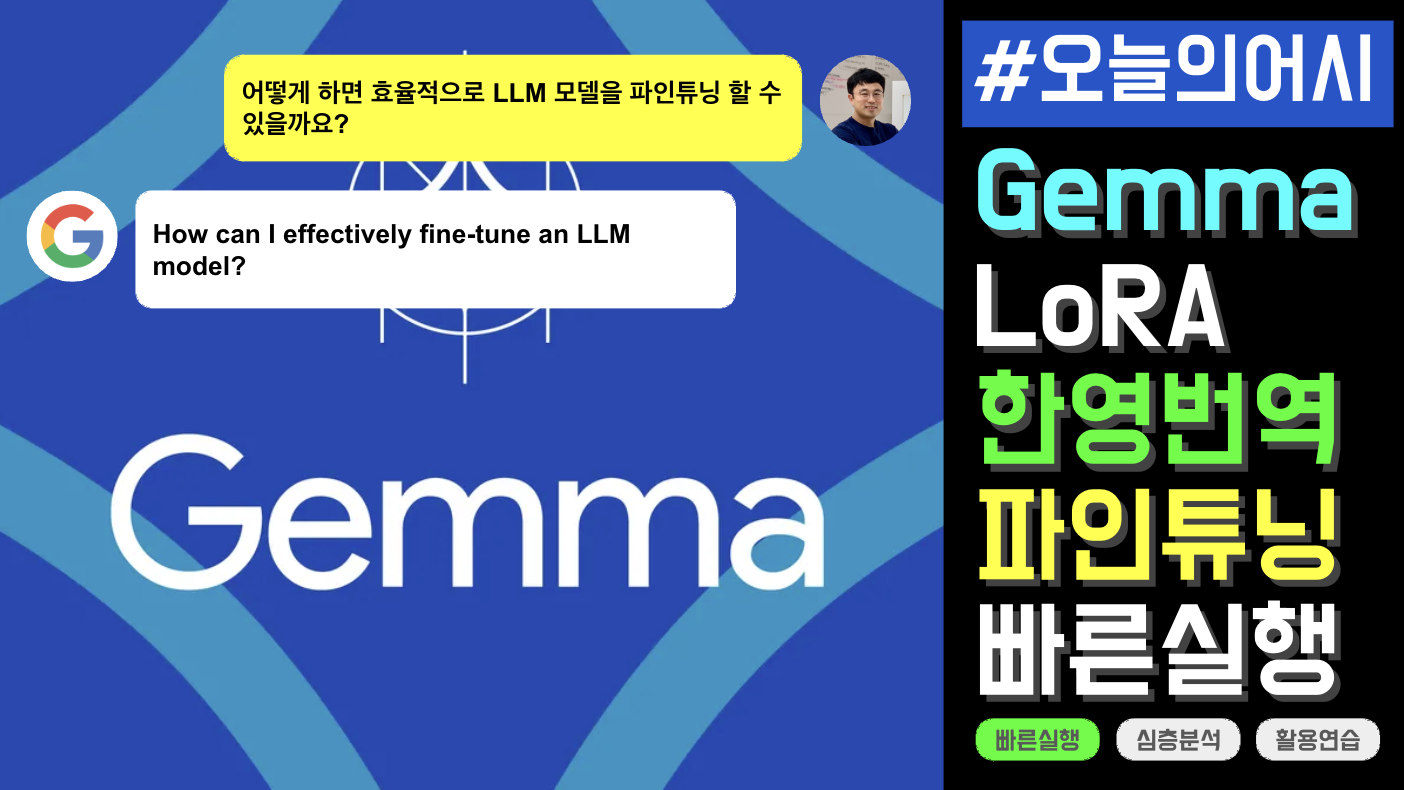 어떻게 하면 효율적으로 LLM 모델을 파인튜닝 할 수
있을까요?
How can I effectively fine-tune an LLM
model?
Gemma
#오늘의어시
Gemma
LoRA
한영번역
파인튜닝
빠른실행
빠른실행 심층분석 활용연습